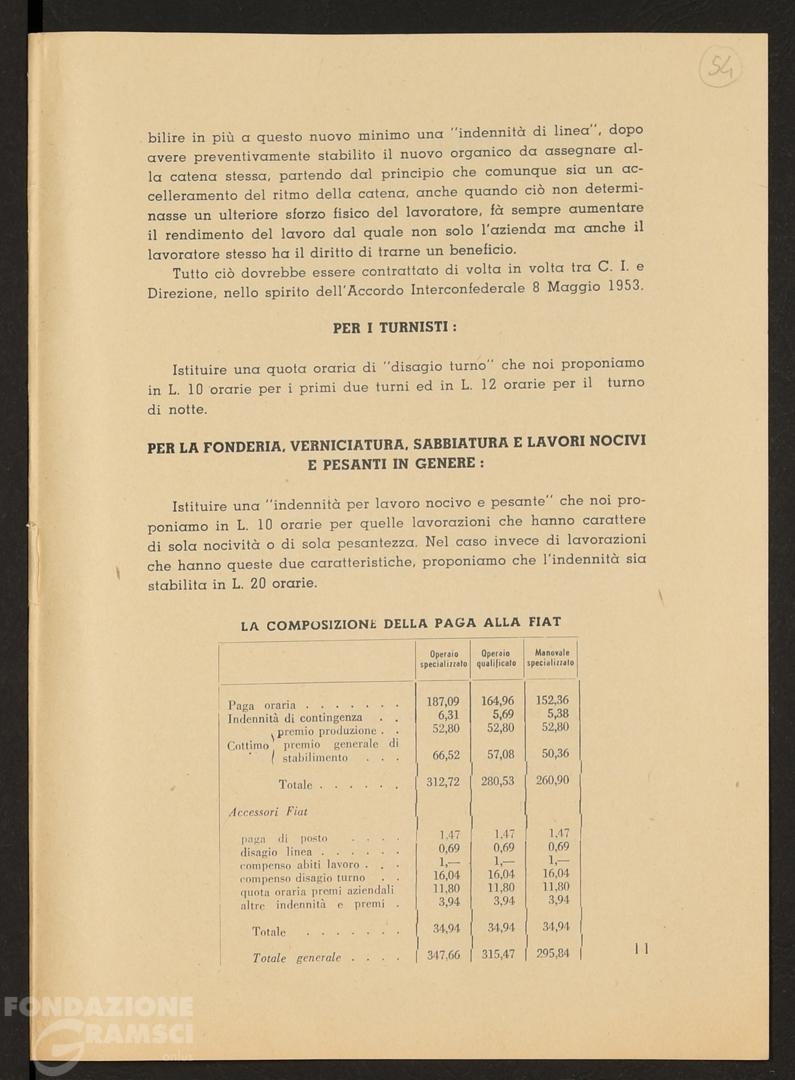 54
bilire in più a questo nuovo minimo una "indennità di linea", dopo
avere preventivamente stabilito il nuovo organico da assegnare al-
la catena stessa, partendo dal principio che comunque sia un ac-
celleramento del ritmo della catena, anche quando ciò non determi-
nasse un ulteriore sforzo fisico del lavoratore, fà sempre aumentare
il rendimento del lavoro dal quale non solo l'azienda ma anche il
lavoratore stesso ha il diritto di trarne un beneficio.
Tutto ciò dovrebbe essere contrattato di volta in volta tra C. I. e
Direzione, nello spirito dell'Accordo Interconfederale 8 Maggio 1953.
PER I TURNISTI :
Istituire una quota oraria di "disagio turno" che noi proponiamo
in L. 10 orarie per i primi due turni ed in L. 12 orarie per il turno
di notte.
PER LA FONDERIA, VERNICIATURA, SABBIATURA E LAVORI NOCIVI
E PESANTI IN GENERE :
Istituire una "indennità per lavoro nocivo e pesante" che noi pro-
poniamo in L. 10 orarie per quelle lavorazioni che hanno carattere
di sola nocività o di sola pesantezza. Nel caso invece di lavorazioni
che hanno queste due caratteristiche, proponiamo che l'indennità sia
stabilita in L. 20 orarie.
LA COMPOSIZIONE DELLA PAGA ALLA FIAT
Operaio specializzato Operaio qualificato Manovale specializzato
Paga oraria . . . . . . . 187,09 164,96 152,36
Indennità di contingenza . . 6,31 5,69 5,38
premio produzione . . 52,80 52,80 52,80
Cottimo premio generale di
stabilimento . . . 66,52 57,08 50,36
Totale . . . . . . 312,72 280,53 260,90
Accessori Fiat
paga di posto . . . . 1,47 1,47 1,47
disagio linea . . . . . . 0,69 0,69 0,69
compenso abiti lavoro . . . 1,— 1,— 1,—
compenso disagio turno . . 16,04 16,04 16,04
quota oraria premi aziendali 11,80 11,80 11,80
altre indennità e premi . 3,94 3,94 3,94
Totale . . . . . . . 34,94 34,94 34,94
Totale generale . . . . 347,66 315,47 295,84
11
FONDAZIONE
GRAMSCI
onlus